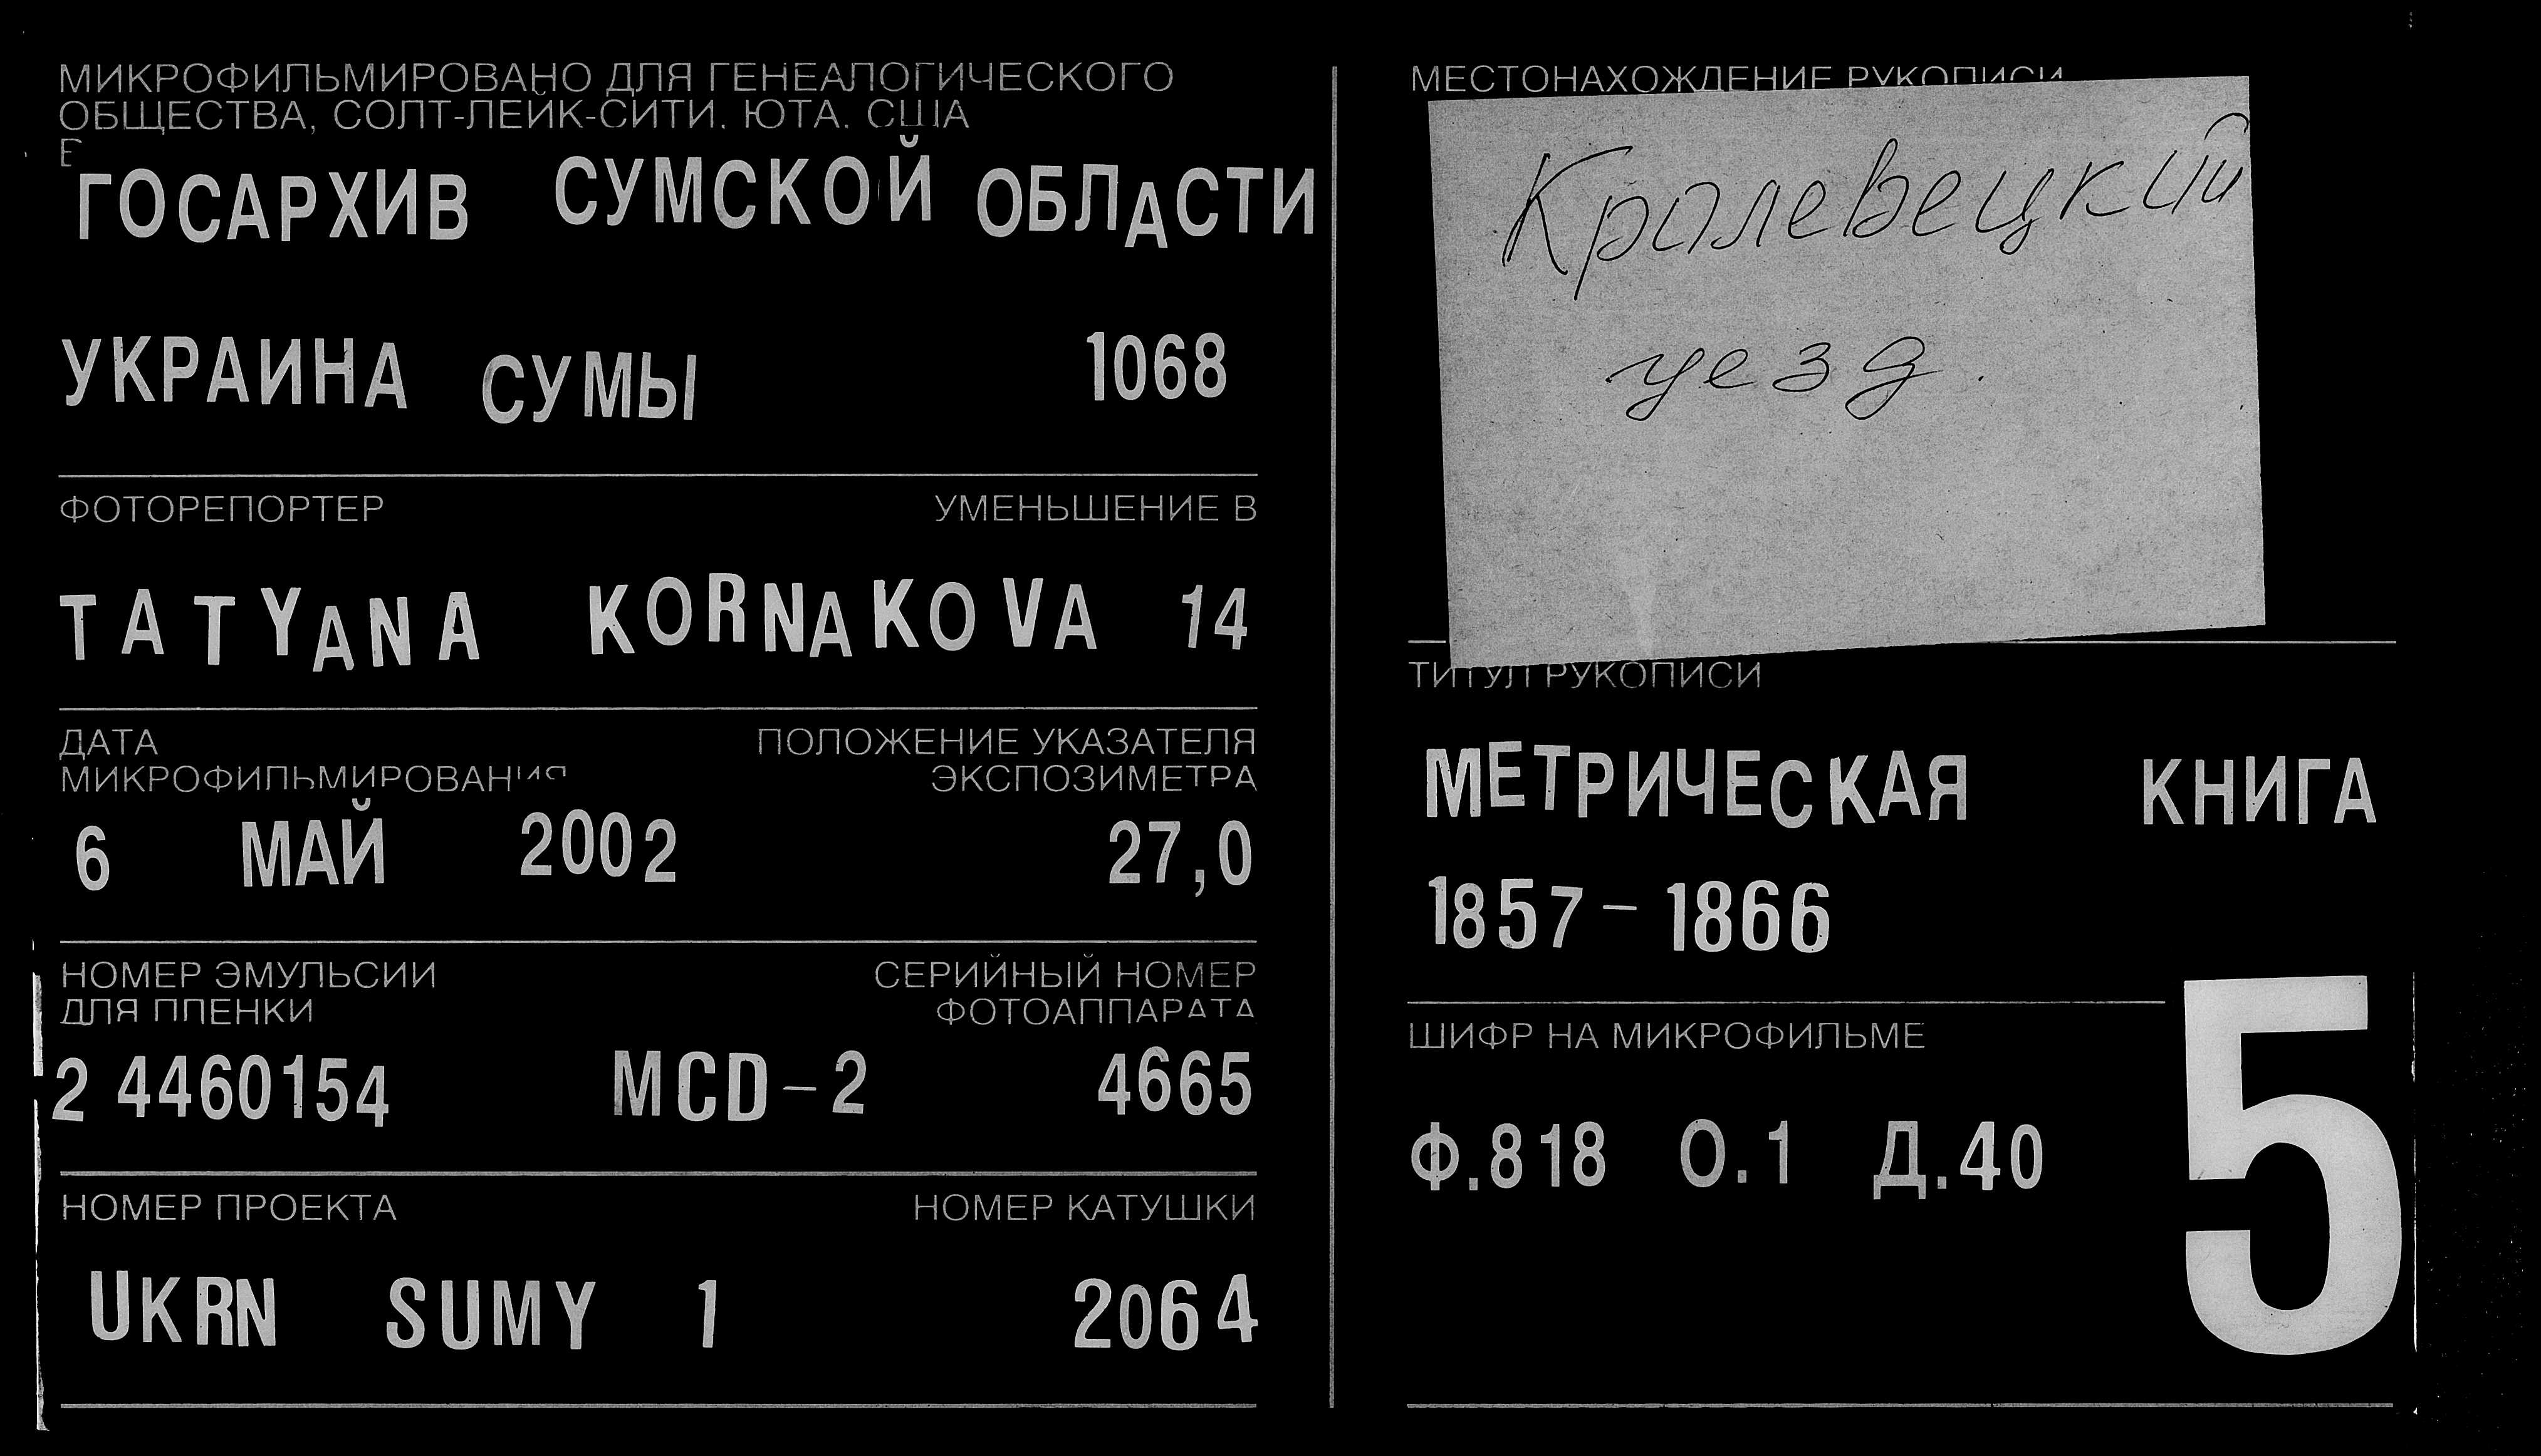 МИКРОФИЛЬМИРОВАНО ДЛЯ ГЕНЕАЛОГИЧЕСКОГО
ОБЩЕСТВА, СОЛТ-ЛЕЙК-СИТИ, ЮТА, США
В
ГОСАРХИВ СУМСКОЙ ОБЛАСТИ
УКРАИНА СУМЫ 1068
ФОТОРЕПОРТЕР УМЕНЬШЕНИЕ В
TATYANA KORNAKOVA 14
ДАТА ПОЛОЖЕНИЕ УКАЗАТЕЛЯ
МИКРОФИЛЬМИРОВАНИЯ ЭКСПОЗИМЕТРА
6 МАЙ 2002 27,0
НОМЕР ЭМУЛЬСИИ СЕРИЙНЫЙ НОМЕР
ДЛЯ ПЛЕНКИ ФОТОАППАРАТА
2 4460154 MCD-2 4665
НОМЕР ПРОЕКТА НОМЕР КАТУШКИ
UKRN SUMY 1 2064
МЕСТОНАХОЖДЕНИЕ РУКОПИСИ
Кролевецкий
уезд.
ТИТУЛ РУКОПИСИ
МЕТРИЧЕСКАЯ КНИГА
1857-1866
ШИФР НА МИКРОФИЛЬМЕ
Ф.818 О.1 Д.40
5